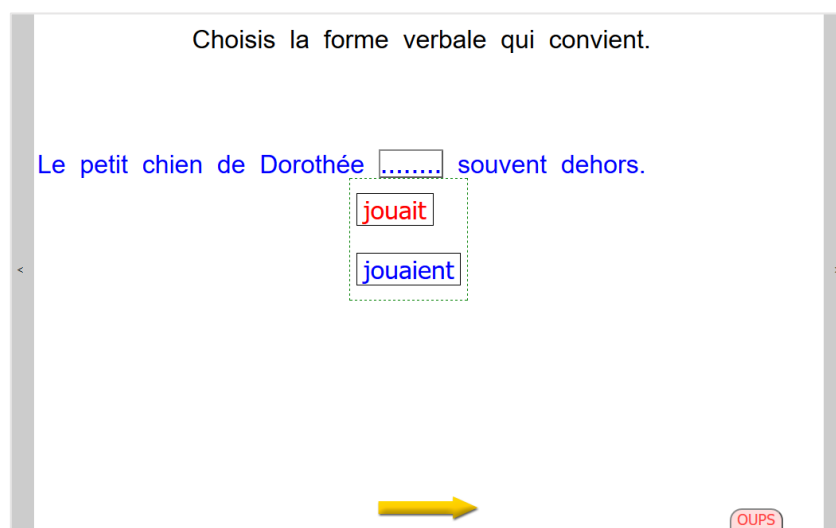 Choisis la forme verbale qui convient.
Le petit chien de Dorothée ........ souvent dehors.
jouait
jouaient
<
OUPS